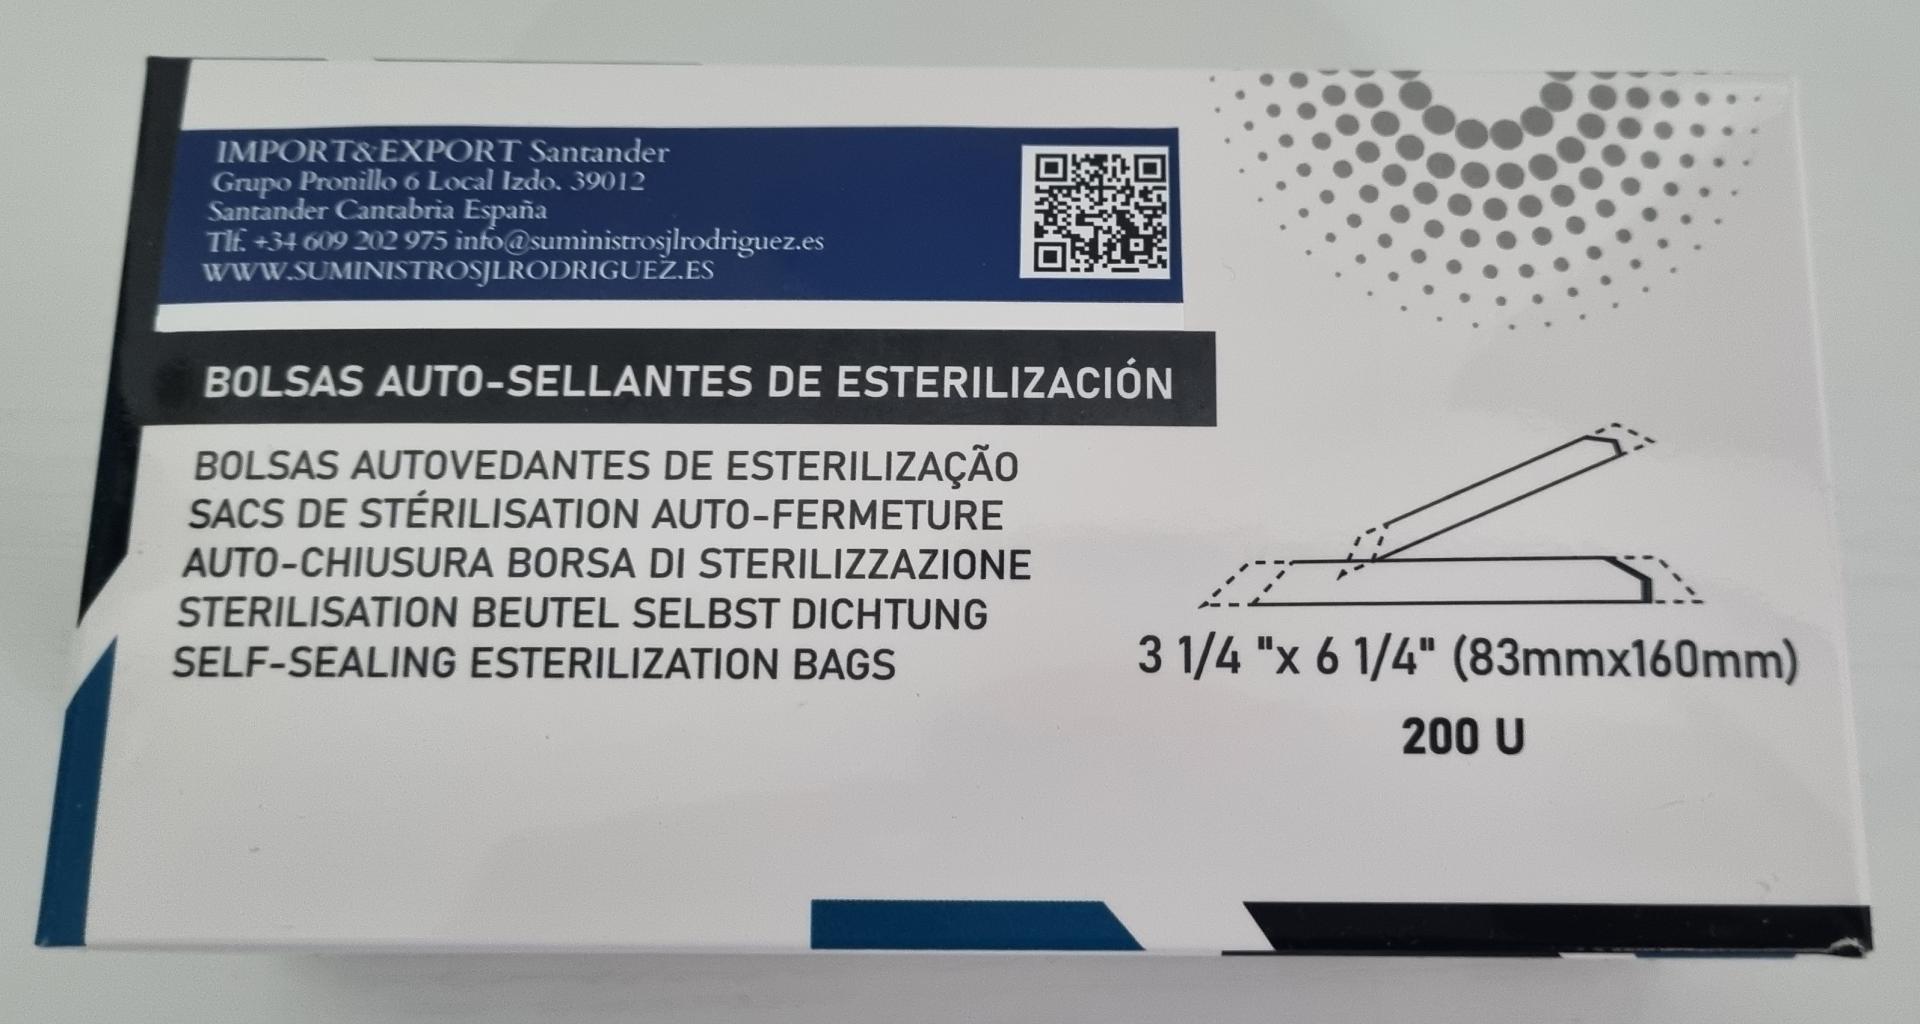 IMPORT&EXPORT Santander
Grupo Pronillo 6 Local Izdo. 39012
Santander Cantabria España
Tlf. +34 609 202 975 info@suministrosjlrodriguez.es
WWW.SUMINISTROSJLRODRIGUEZ.ES
BOLSAS AUTO-SELLANTES DE ESTERILIZACIÓN
BOLSAS AUTOVEDANTES DE ESTERILIZAÇÃO
SACS DE STÉRILISATION AUTO-FERMETURE
AUTO-CHIUSURA BORSA DI STERILIZZAZIONE
STERILISATION BEUTEL SELBST DICHTUNG
SELF-SEALING ESTERILIZATION BAGS
3 1/4 "x 6 1/4" (83mmx160mm)
200 U